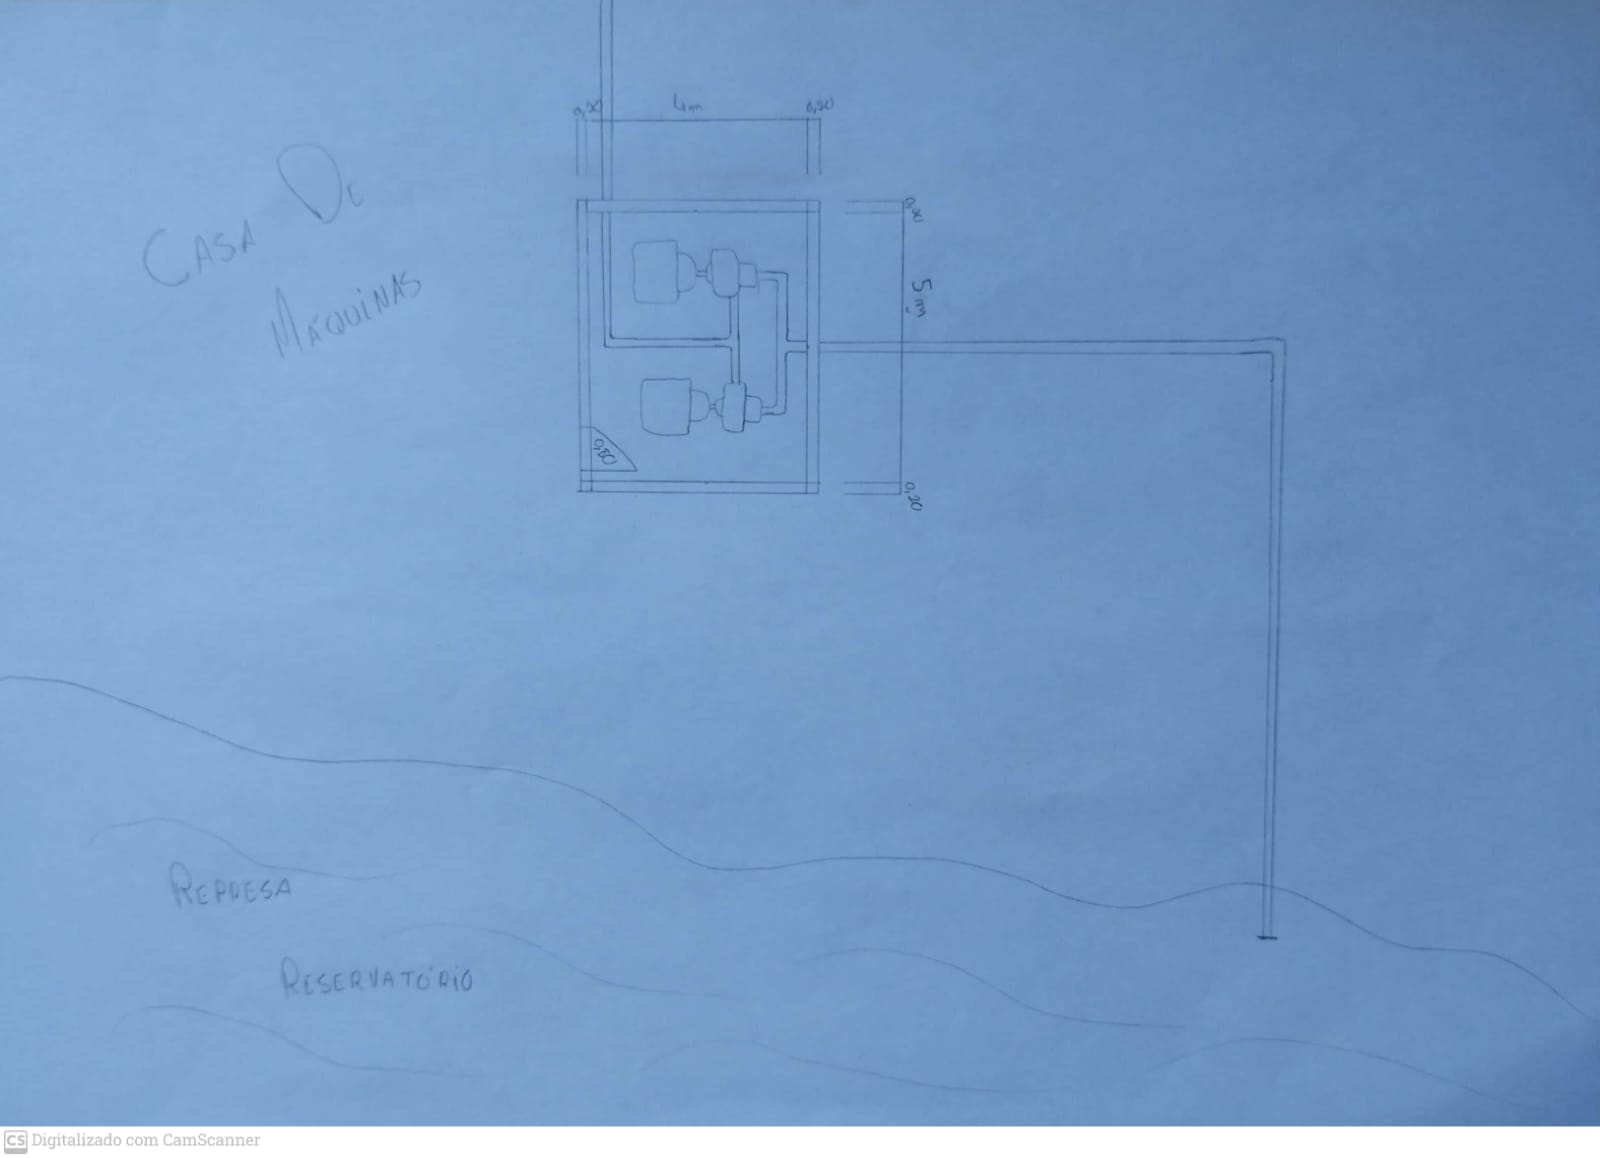 0,20 4m 0,20
CASA DE
MÁQUINAS
0,20
5m
0,80
0,20
REPRESA
RESERVATÓRIO
CS Digitalizado com CamScanner